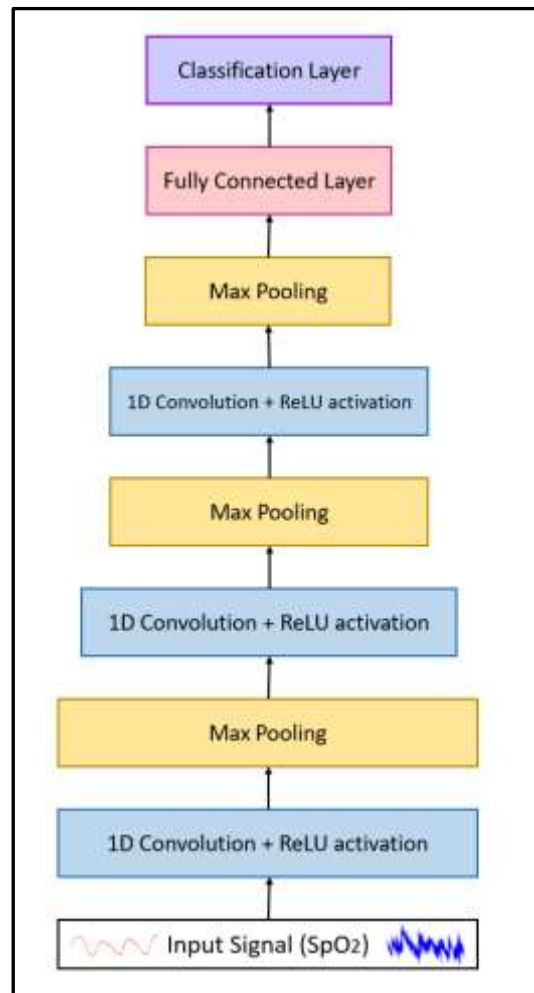 Classification Layer
Fully Connected Layer
Max Pooling
1D Convolution + ReLU activation
Max Pooling
1D Convolution + ReLU activation
Max Pooling
1D Convolution + ReLU activation
Input Signal (SpO2)